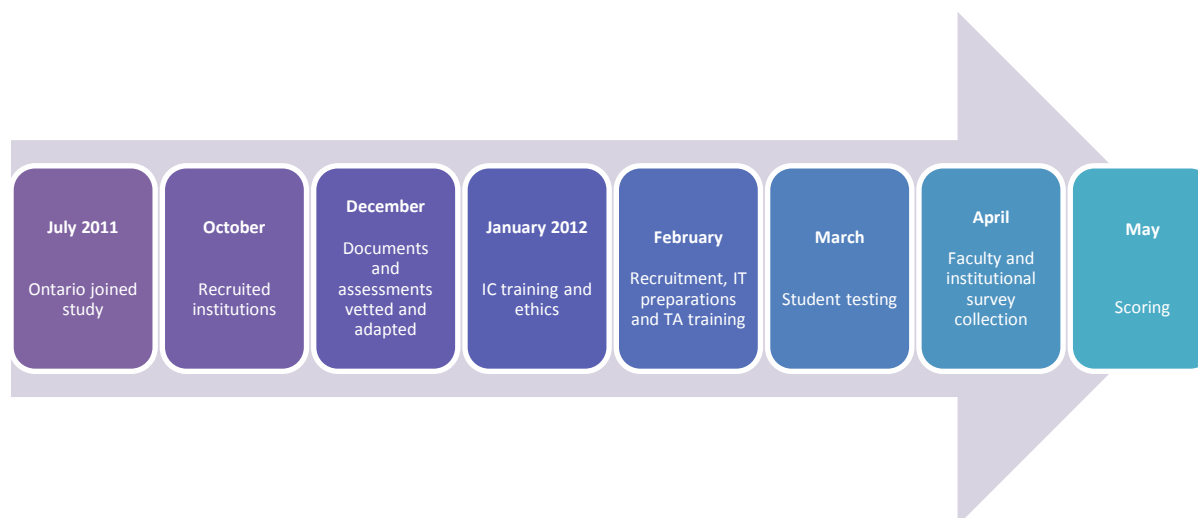 July 2011
Ontario joined
study
October
Recruited
institutions
December
Documents
and
assessments
vetted and
adapted
January 2012
IC training and
ethics
February
Recruitment, IT
preparations
and TA training
March
Student testing
April
Faculty and
institutional
survey
collection
May
Scoring